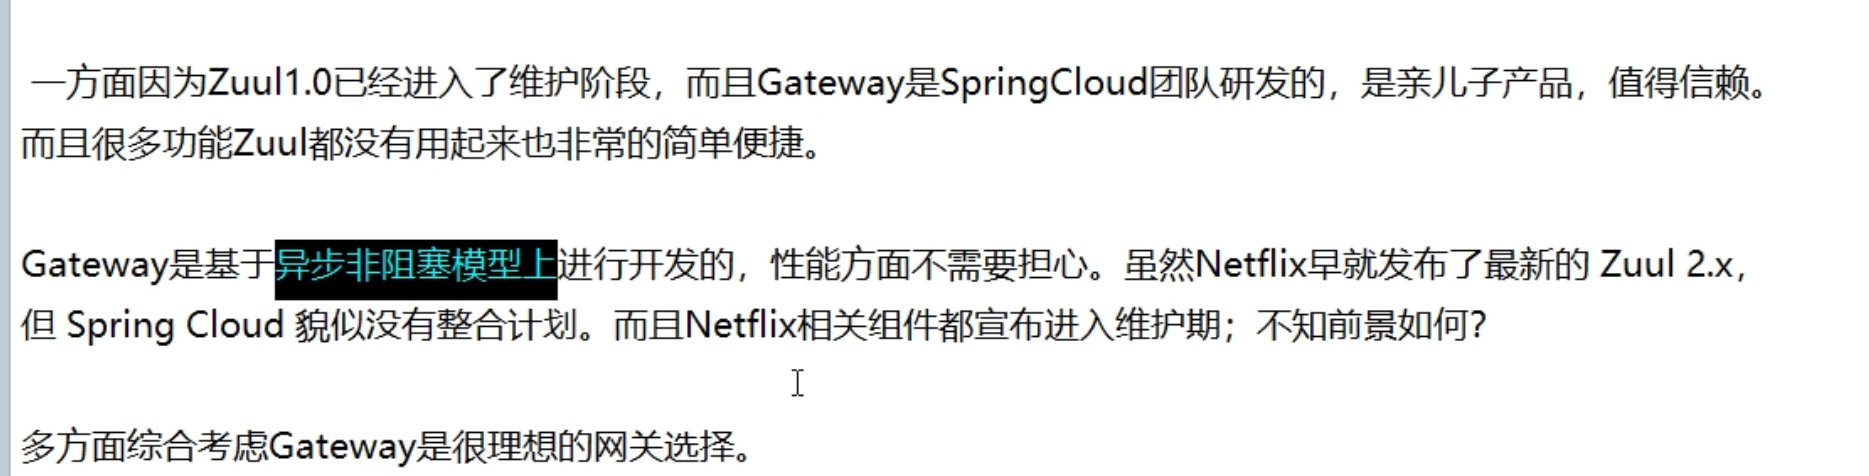 一方面因为Zuul1.0已经进入了维护阶段，而且Gateway是SpringCloud团队研发的，是亲儿子产品，值得信赖。
而且很多功能Zuul都没有用起来也非常的简单便捷。
Gateway是基于异步非阻塞模型上进行开发的，性能方面不需要担心。虽然Netflix早就发布了最新的 Zuul 2.x，
但 Spring Cloud 貌似没有整合计划。而且Netflix相关组件都宣布进入维护期；不知前景如何？
多方面综合考虑Gateway是很理想的网关选择。